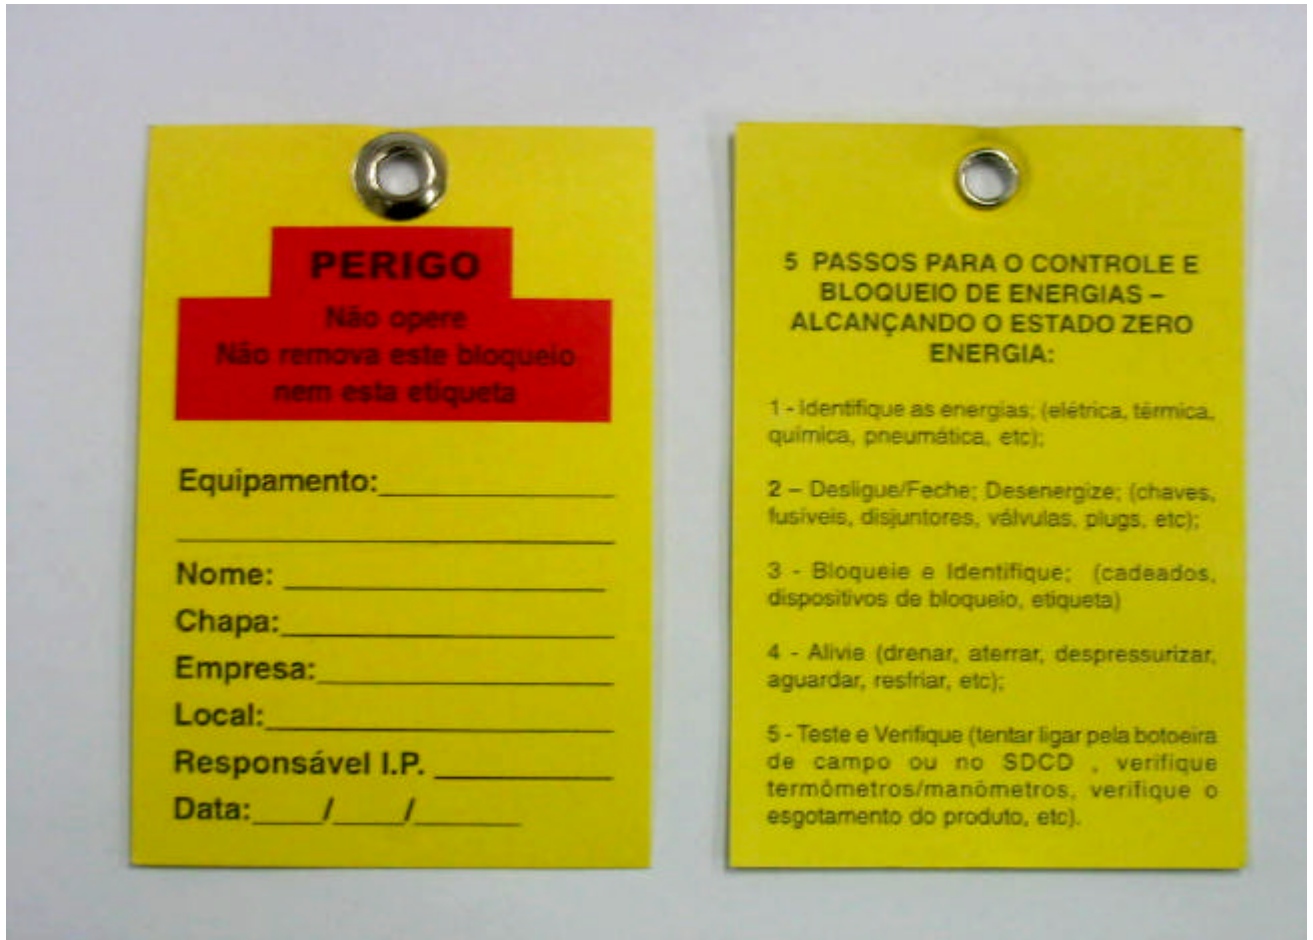 PERIGO
Não opere
Não remova este bloqueio
nem esta etiqueta
Equipamento:
Nome:
Chapa:
Empresa:
Local:
Responsável I.P.
Data:____/____/______
5 PASSOS PARA O CONTROLE E
BLOQUEIO DE ENERGIAS –
ALCANÇANDO O ESTADO ZERO
ENERGIA:
1 - Identifique as energias; (elétrica, térmica,
química, pneumática, etc);
2 – Desligue/Feche; Desenergize; (chaves,
fusíveis, disjuntores, válvulas, plugs, etc);
3 - Bloqueie e Identifique; (cadeados,
dispositivos de bloqueio, etiqueta)
4 - Alivie (drenar, aterrar, despressurizar,
aguardar, resfriar, etc);
5 - Teste e Verifique (tentar ligar pela botoeira
de campo ou no SDCD , verifique
termômetros/manômetros, verifique o
esgotamento do produto, etc).